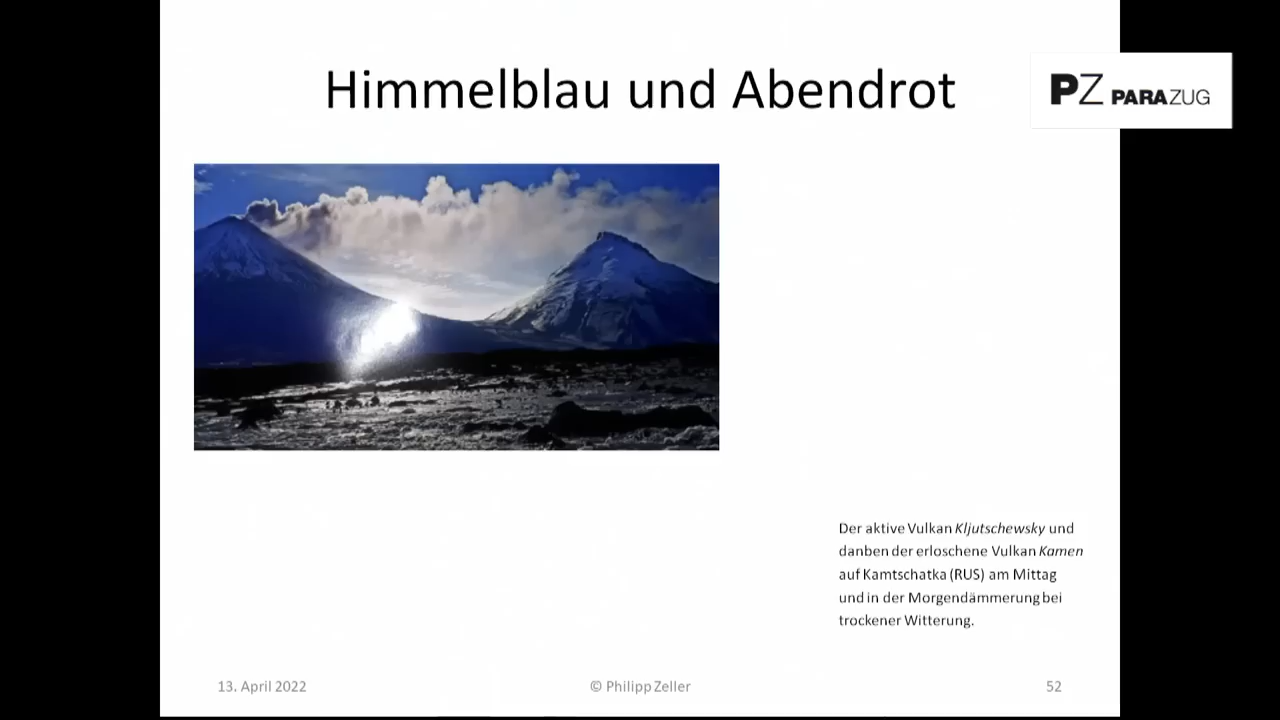 Himmelblau und Abendrot
PZ PARAZUG
Der aktive Vulkan Kljutschewsky und
danben der erloschene Vulkan Kamen
auf Kamtschatka (RUS) am Mittag
und in der Morgendämmerung bei
trockener Witterung.
13. April 2022
© Philipp Zeller
52